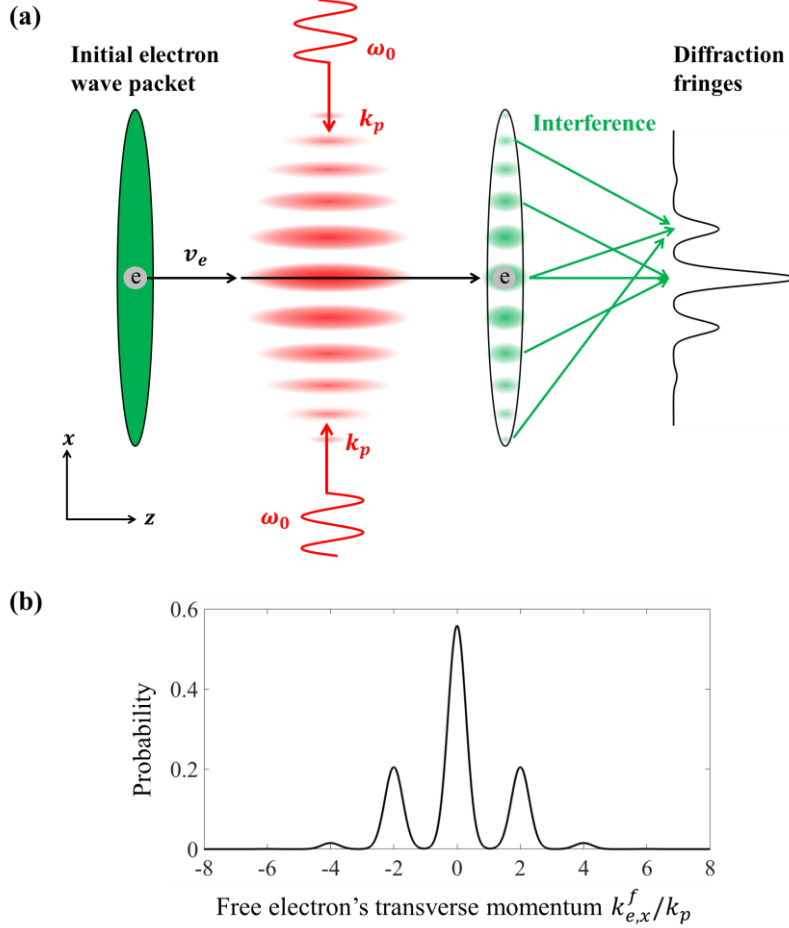 (a)
Initial electron
wave packet
ω₀
Diffraction
fringes
kₚ
Interference
e
vₑ
e
kₚ
x
z
ω₀
(b)
0.6
0.4
0.2
0
Probability
-8 -6 -4 -2 0 2 4 6 8
Free electron's transverse momentum k_{e,x}^f/kₚ